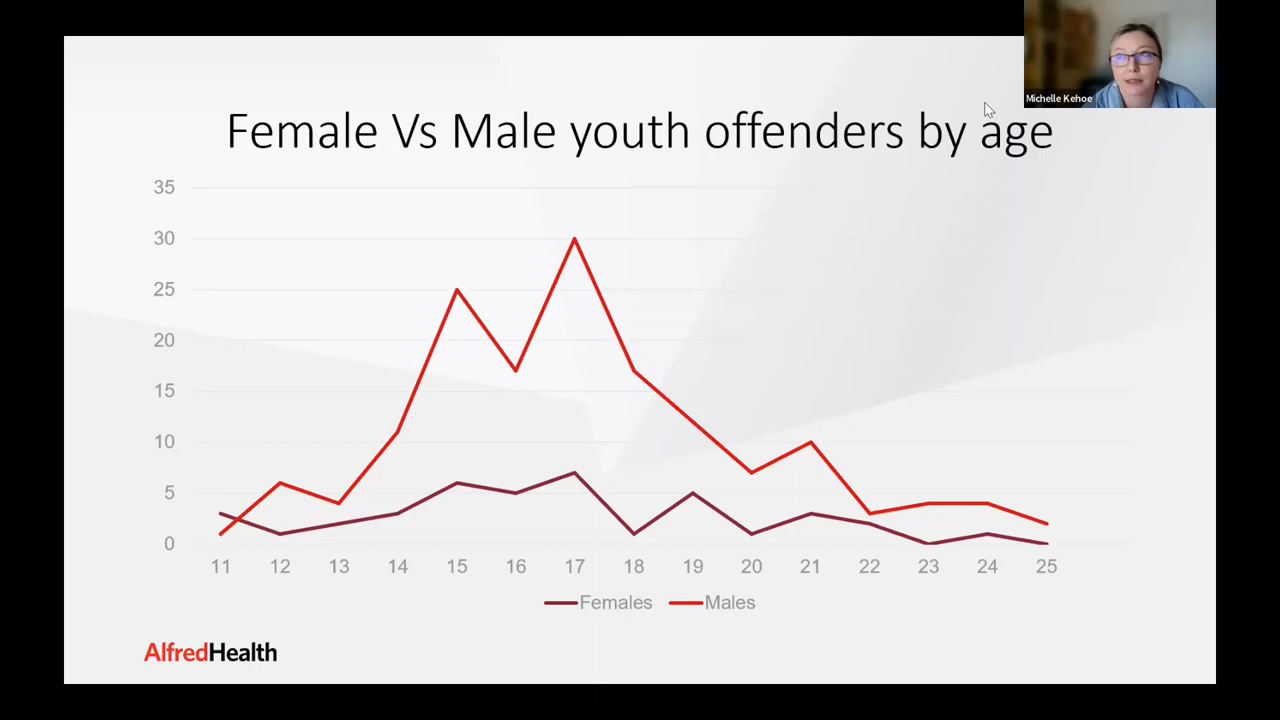 Michelle Kehoe
Female Vs Male youth offenders by age
35
30
25
20
15
10
5
0
11 12 13 14 15 16 17 18 19 20 21 22 23 24 25
Females Males
AlfredHealth